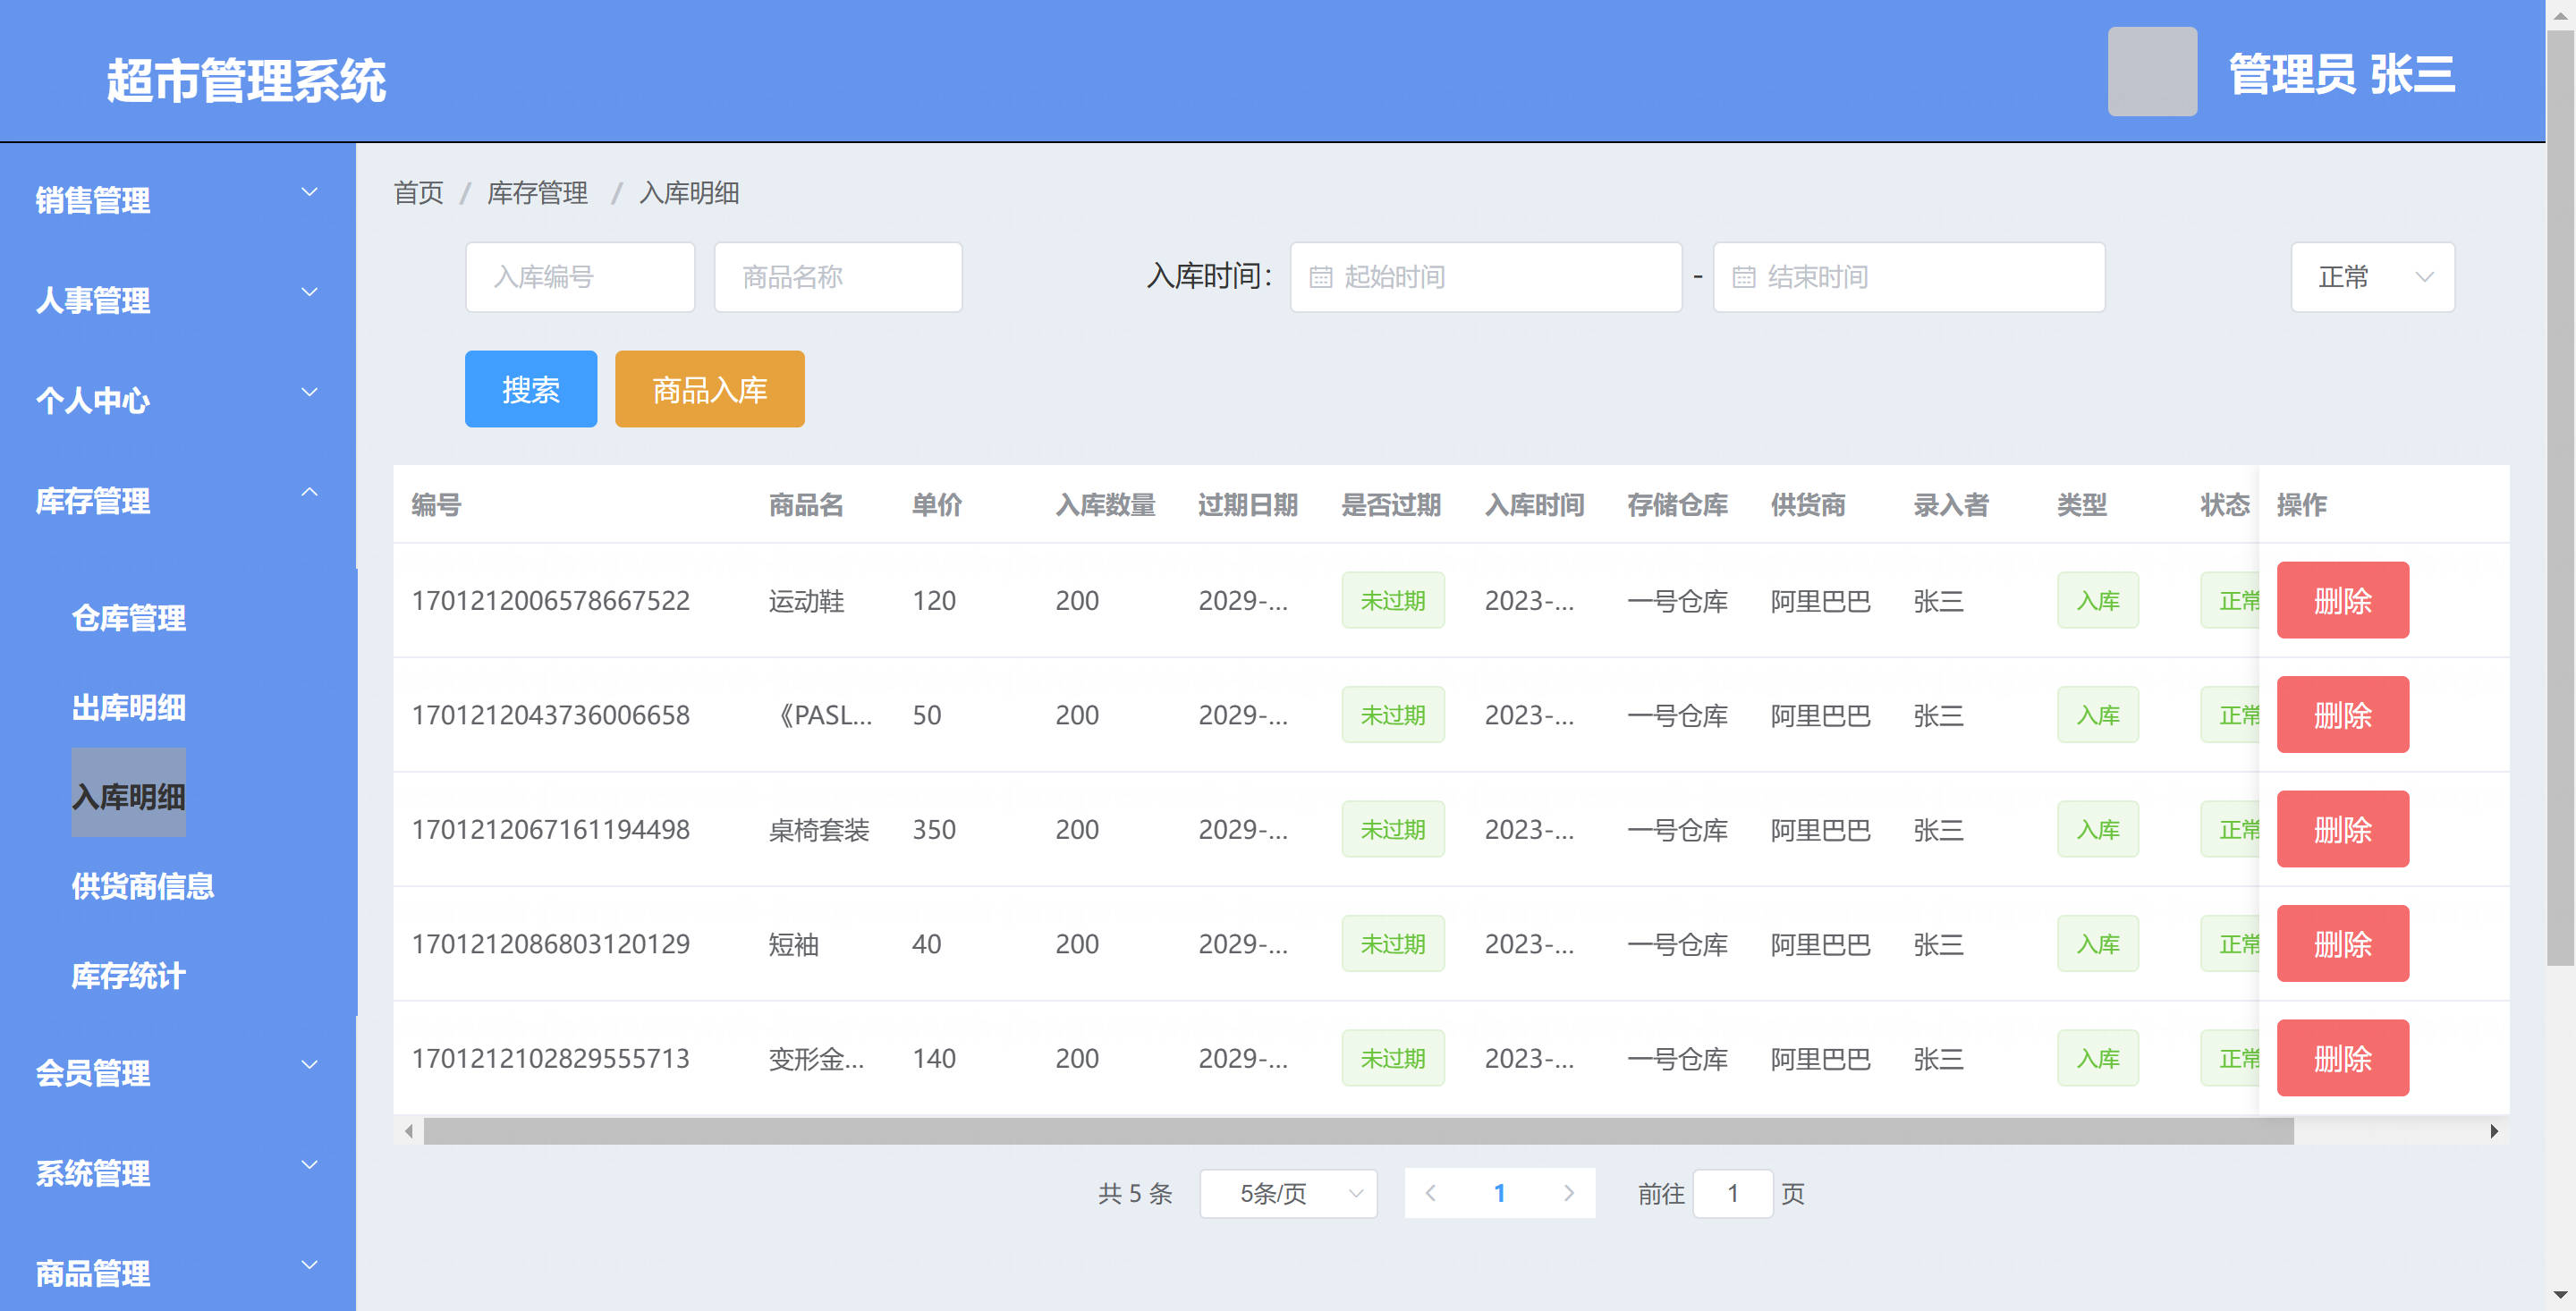 超市管理系统
管理员 张三
销售管理
人事管理
个人中心
库存管理
仓库管理
出库明细
入库明细
供货商信息
库存统计
会员管理
系统管理
商品管理
首页 / 库存管理 / 入库明细
入库编号 商品名称 入库时间: 起始时间 - 结束时间 正常
搜索 商品入库
编号 商品名 单价 入库数量 过期日期 是否过期 入库时间 存储仓库 供货商 录入者 类型 状态 操作
1701212006578667522 运动鞋 120 200 2029-... 未过期 2023-... 一号仓库 阿里巴巴 张三 入库 正常 删除
1701212043736006658 《PASL... 50 200 2029-... 未过期 2023-... 一号仓库 阿里巴巴 张三 入库 正常 删除
1701212067161194498 桌椅套装 350 200 2029-... 未过期 2023-... 一号仓库 阿里巴巴 张三 入库 正常 删除
1701212086803120129 短袖 40 200 2029-... 未过期 2023-... 一号仓库 阿里巴巴 张三 入库 正常 删除
1701212102829555713 变形金... 140 200 2029-... 未过期 2023-... 一号仓库 阿里巴巴 张三 入库 正常 删除
共 5 条 5条/页 1 前往 1 页